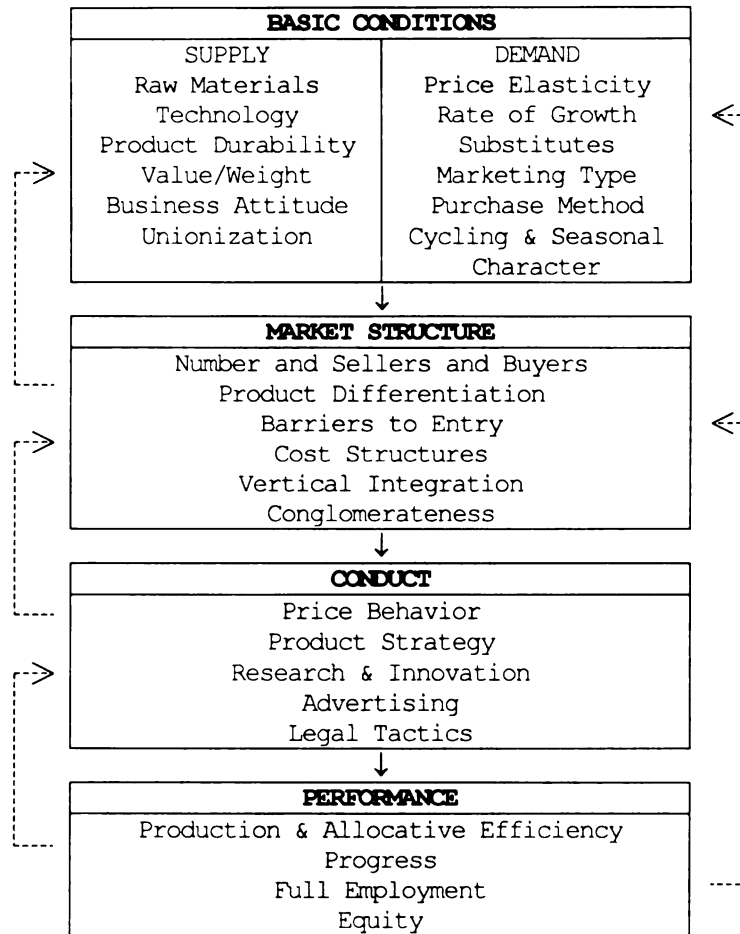 BASIC CONDITIONS
SUPPLY
Raw Materials
Technology
Product Durability
Value/Weight
Business Attitude
Unionization
DEMAND
Price Elasticity
Rate of Growth
Substitutes
Marketing Type
Purchase Method
Cycling & Seasonal
Character
MARKET STRUCTURE
Number and Sellers and Buyers
Product Differentiation
Barriers to Entry
Cost Structures
Vertical Integration
Conglomerateness
CONDUCT
Price Behavior
Product Strategy
Research & Innovation
Advertising
Legal Tactics
PERFORMANCE
Production & Allocative Efficiency
Progress
Full Employment
Equity